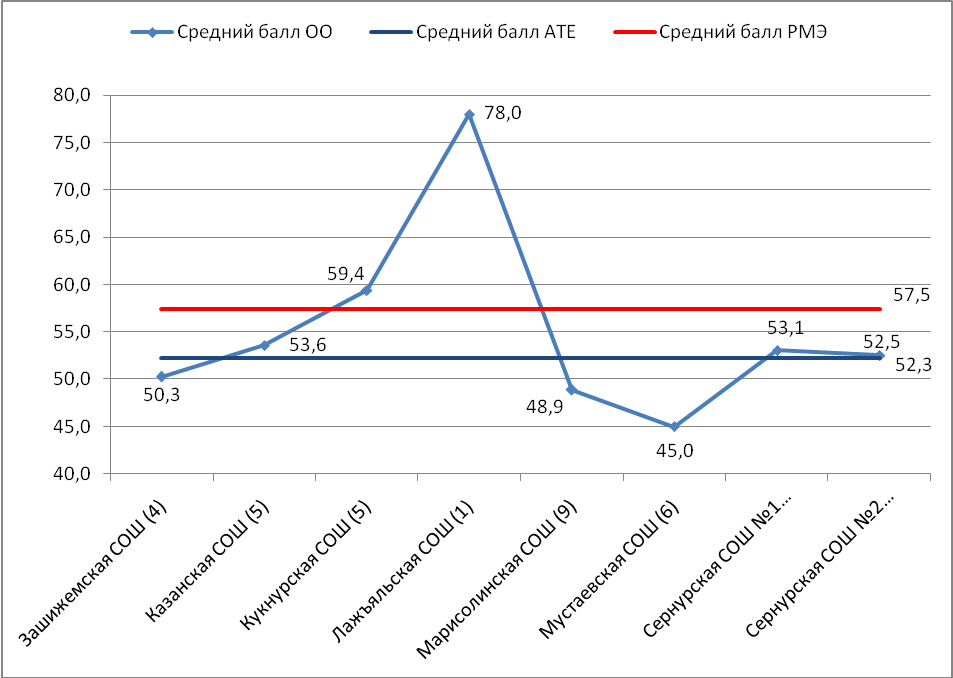 Средний балл ОО Средний балл АТЕ Средний балл РМЭ
80,0
75,0
70,0
65,0
60,0
55,0
50,0
45,0
40,0
50,3
53,6
59,4
78,0
48,9
45,0
53,1
52,5
57,5
52,3
Зашижемская СОШ (4)
Казанская СОШ (5)
Кукнурская СОШ (5)
Лажъяльская СОШ (1)
Марисолинская СОШ (9)
Мустаевская СОШ (6)
Сернурская СОШ №1...
Сернурская СОШ №2...